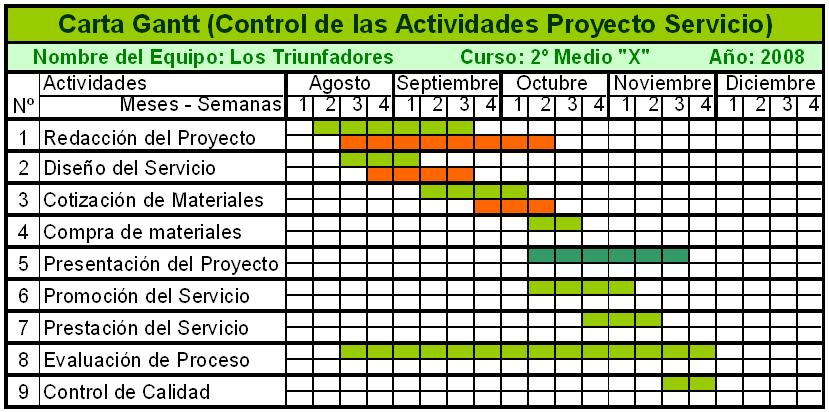 Carta Gantt (Control de las Actividades Proyecto Servicio)
Nombre del Equipo: Los Triunfadores Curso: 2º Medio "X" Año: 2008
Nº Actividades Agosto Septiembre Octubre Noviembre Diciembre
Meses - Semanas 1 2 3 4 1 2 3 4 1 2 3 4 1 2 3 4 1 2 3 4
1 Redacción del Proyecto
2 Diseño del Servicio
3 Cotización de Materiales
4 Compra de materiales
5 Presentación del Proyecto
6 Promoción del Servicio
7 Prestación del Servicio
8 Evaluación de Proceso
9 Control de Calidad